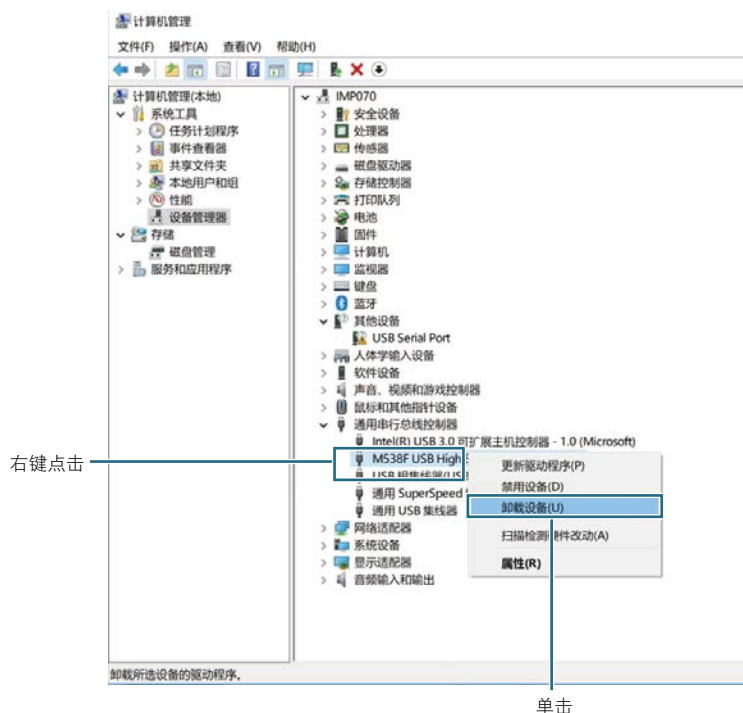 计算机管理
文件(F) 操作(A) 查看(V) 帮助(H)
计算机管理(本地)
系统工具
任务计划程序
事件查看器
共享文件夹
本地用户和组
性能
设备管理器
存储
磁盘管理
服务和应用程序
IMP070
安全设备
处理器
传感器
磁盘驱动器
存储控制器
打印队列
电池
固件
计算机
监视器
键盘
蓝牙
其他设备
USB Serial Port
人体学输入设备
软件设备
声音、视频和游戏控制器
鼠标和其他指针设备
通用串行总线控制器
Intel(R) USB 3.0 可扩展主机控制器 - 1.0 (Microsoft)
M538F USB High
USB 根集线器(US
通用 SuperSpeed
通用 USB 集线器
网络适配器
系统设备
显示适配器
音频输入和输出
更新驱动程序(P)
禁用设备(D)
卸载设备(U)
扫描检测硬件改动(A)
属性(R)
右键点击
卸载所选设备的驱动程序。
单击